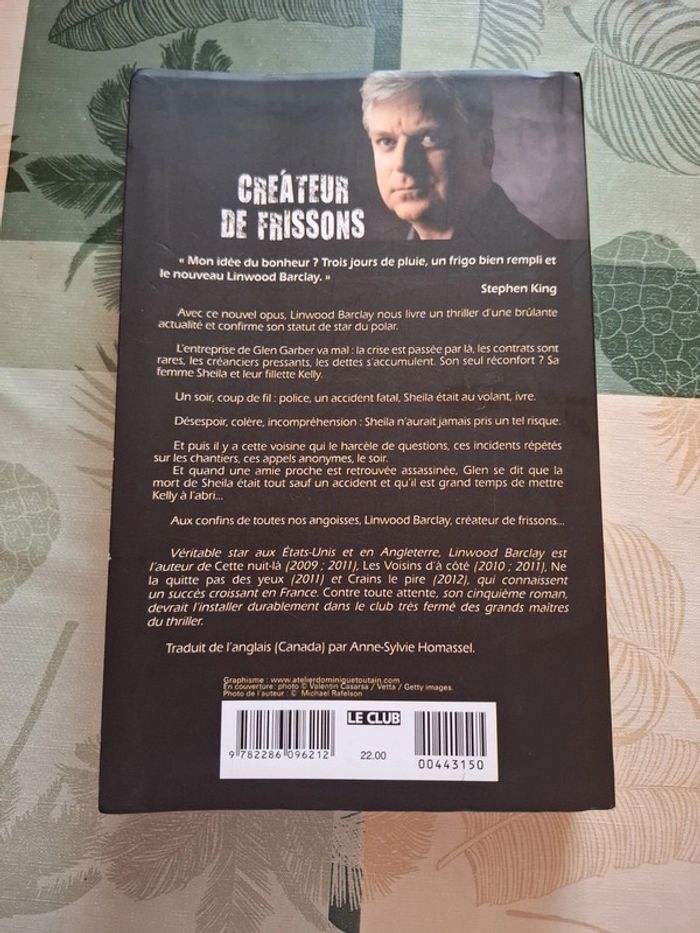 CRÉATEUR
DE FRISSONS
« Mon idée du bonheur ? Trois jours de pluie, un frigo bien rempli et
le nouveau Linwood Barclay. »
Stephen King
Avec ce nouvel opus, Linwood Barclay nous livre un thriller d'une brûlante
actualité et confirme son statut de star du polar.
L'entreprise de Glen Garber va mal : la crise est passée par là, les contrats sont
rares, les créanciers pressants, les dettes s'accumulent. Son seul réconfort ? Sa
femme Sheila et leur fillette Kelly.
Un soir, coup de fil : police, un accident fatal, Sheila était au volant, ivre.
Désespoir, colère, incompréhension : Sheila n'aurait jamais pris un tel risque.
Et puis il y a cette voisine qui le harcèle de questions, ces incidents répétés
sur les chantiers, ces appels anonymes, le soir.
Et quand une amie proche est retrouvée assassinée, Glen se dit que la
mort de Sheila était tout sauf un accident et qu'il est grand temps de mettre
Kelly à l'abri...
Aux confins de toutes nos angoisses, Linwood Barclay, créateur de frissons...
Véritable star aux États-Unis et en Angleterre, Linwood Barclay est
l'auteur de Cette nuit-là (2009 ; 2011), Les Voisins d'à côté (2010 ; 2011), Ne
la quitte pas des yeux (2011) et Crains le pire (2012), qui connaissent
un succès croissant en France. Contre toute attente, son cinquième roman,
devrait l'installer durablement dans le club très fermé des grands maîtres
du thriller.
Traduit de l'anglais (Canada) par Anne-Sylvie Homassel.
Graphisme : www.atelierdominiquetoutain.com
En couverture : photo © Valentin Casarsa / Vetta / Getty images.
Photo de l'auteur : © Michael Rafelson
LE CLUB
9 782286 096212
22.00
00443150